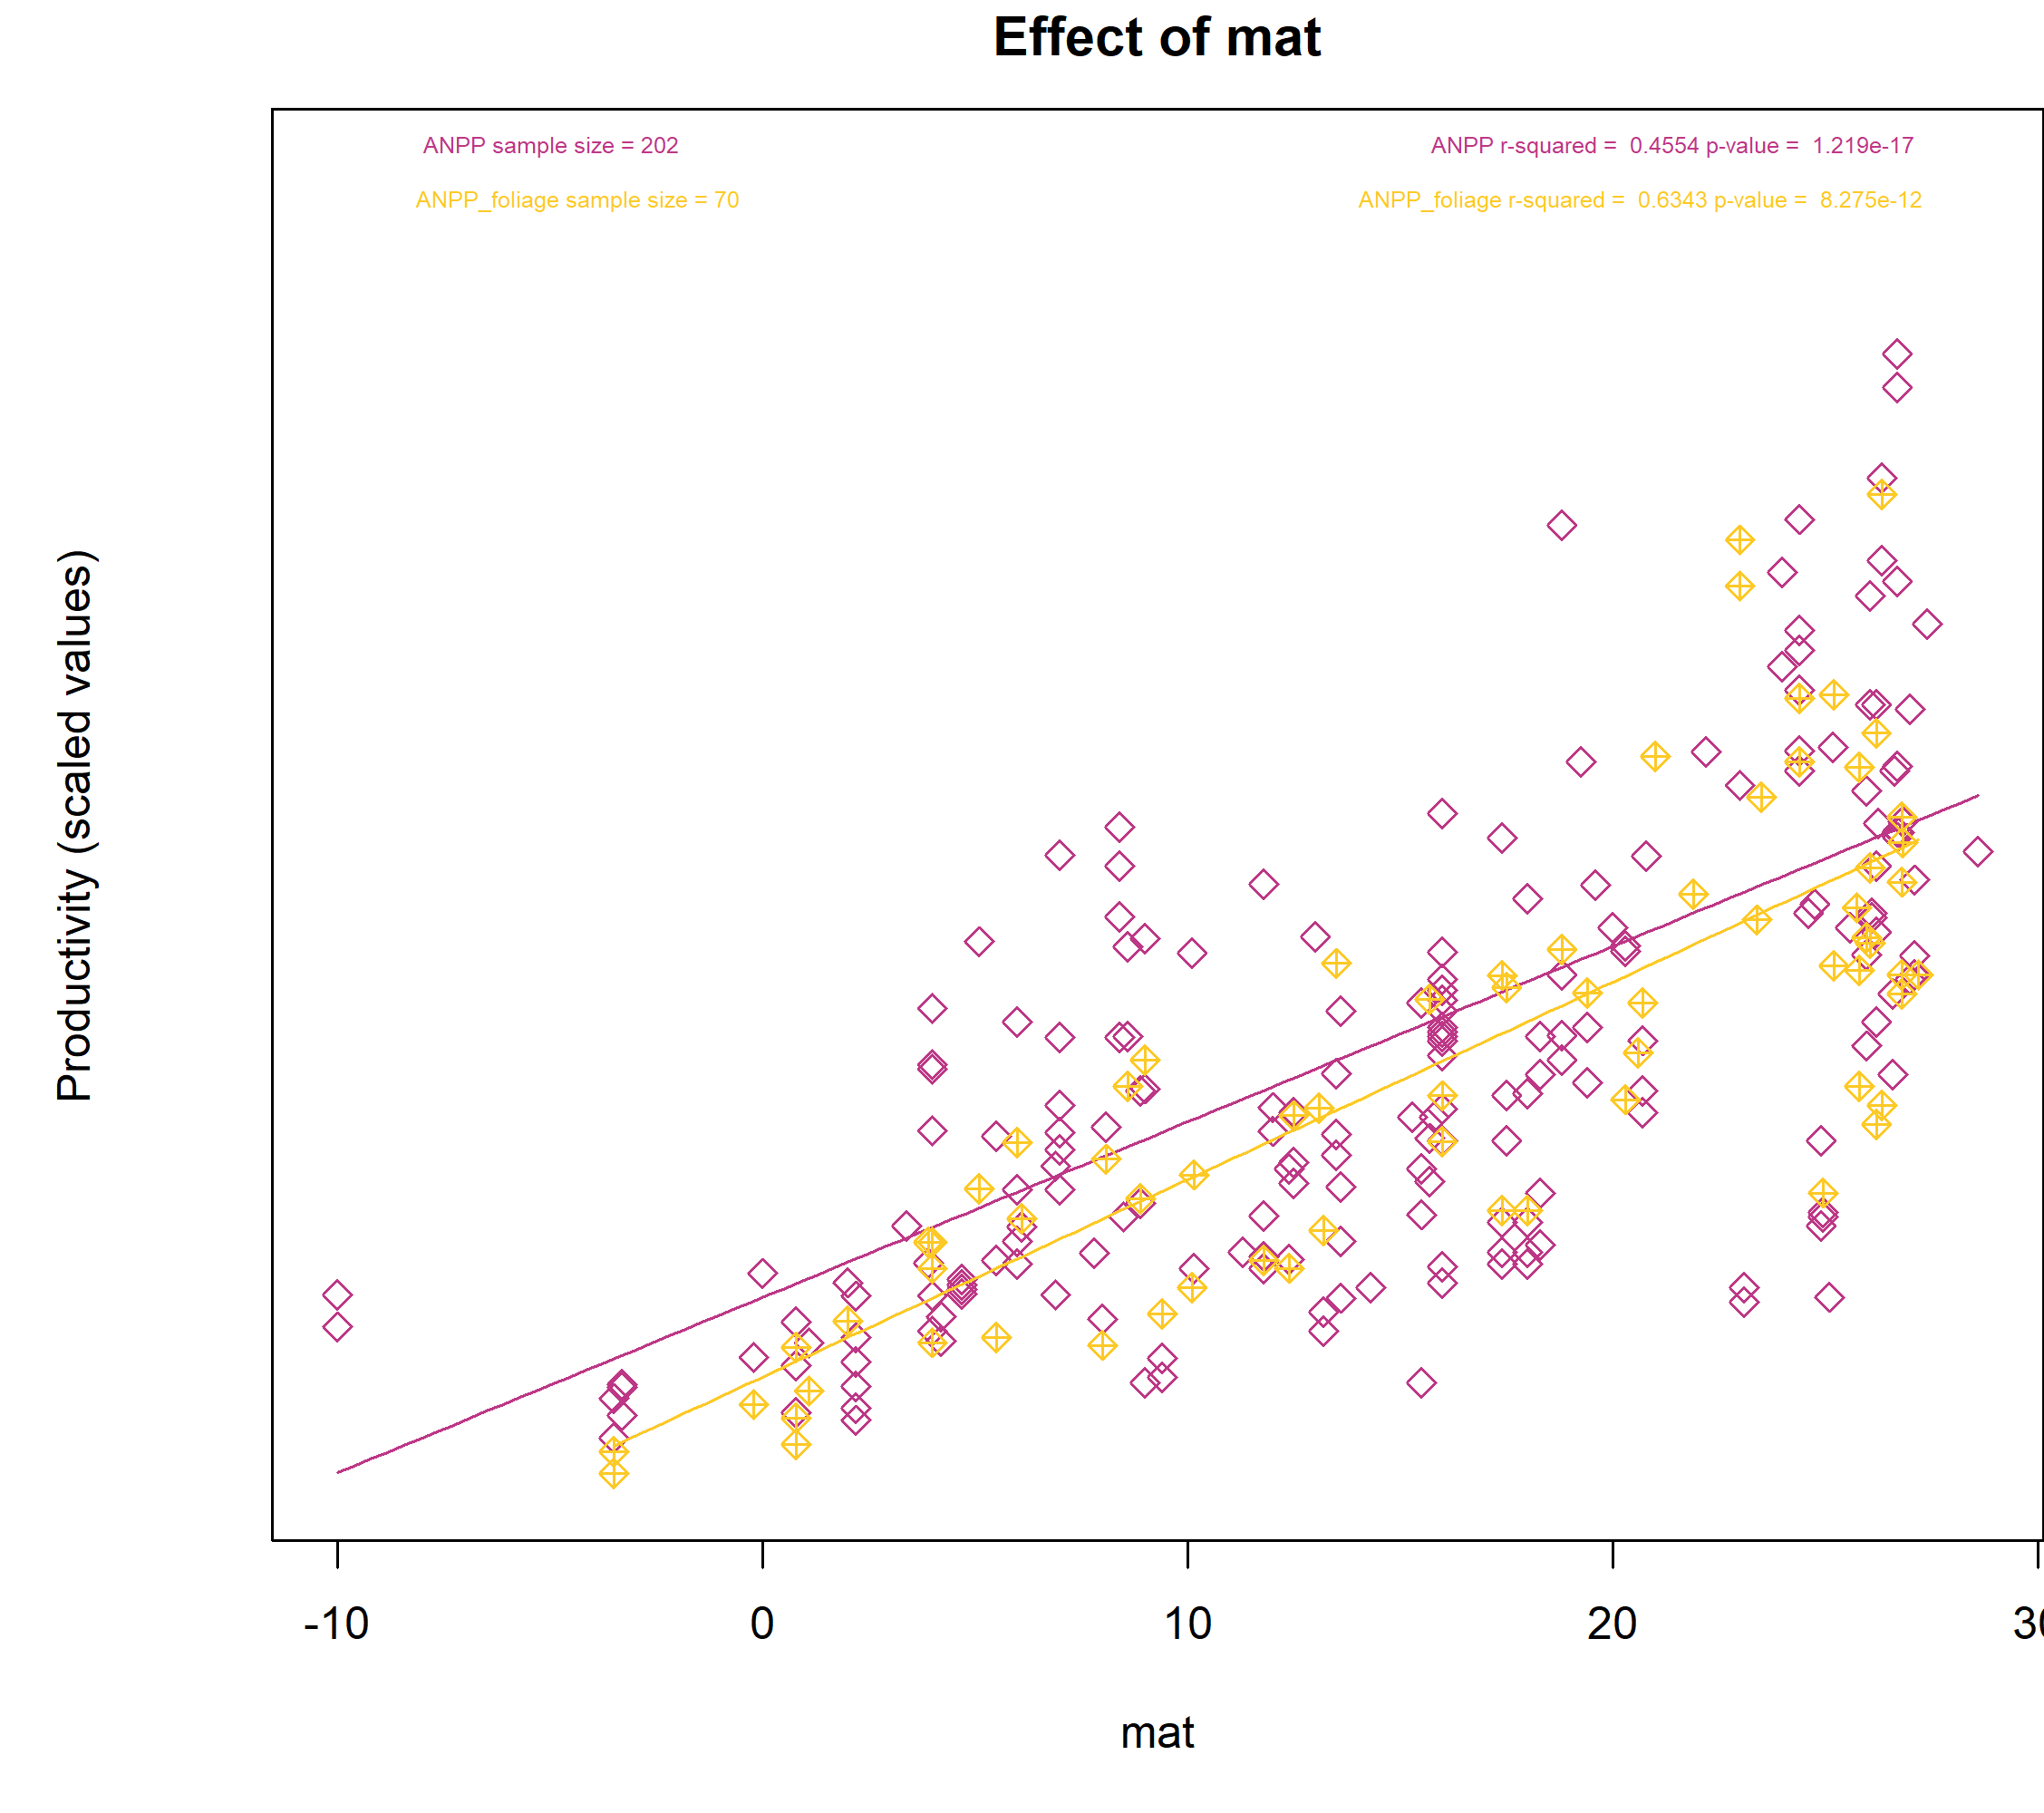 Effect of mat
ANPP sample size = 202
ANPP r-squared =  0.4554 p-value =  1.219e-17
ANPP_foliage sample size = 70
ANPP_foliage r-squared =  0.6343 p-value =  8.275e-12
Productivity (scaled values)
-10 0 10 20 30
mat